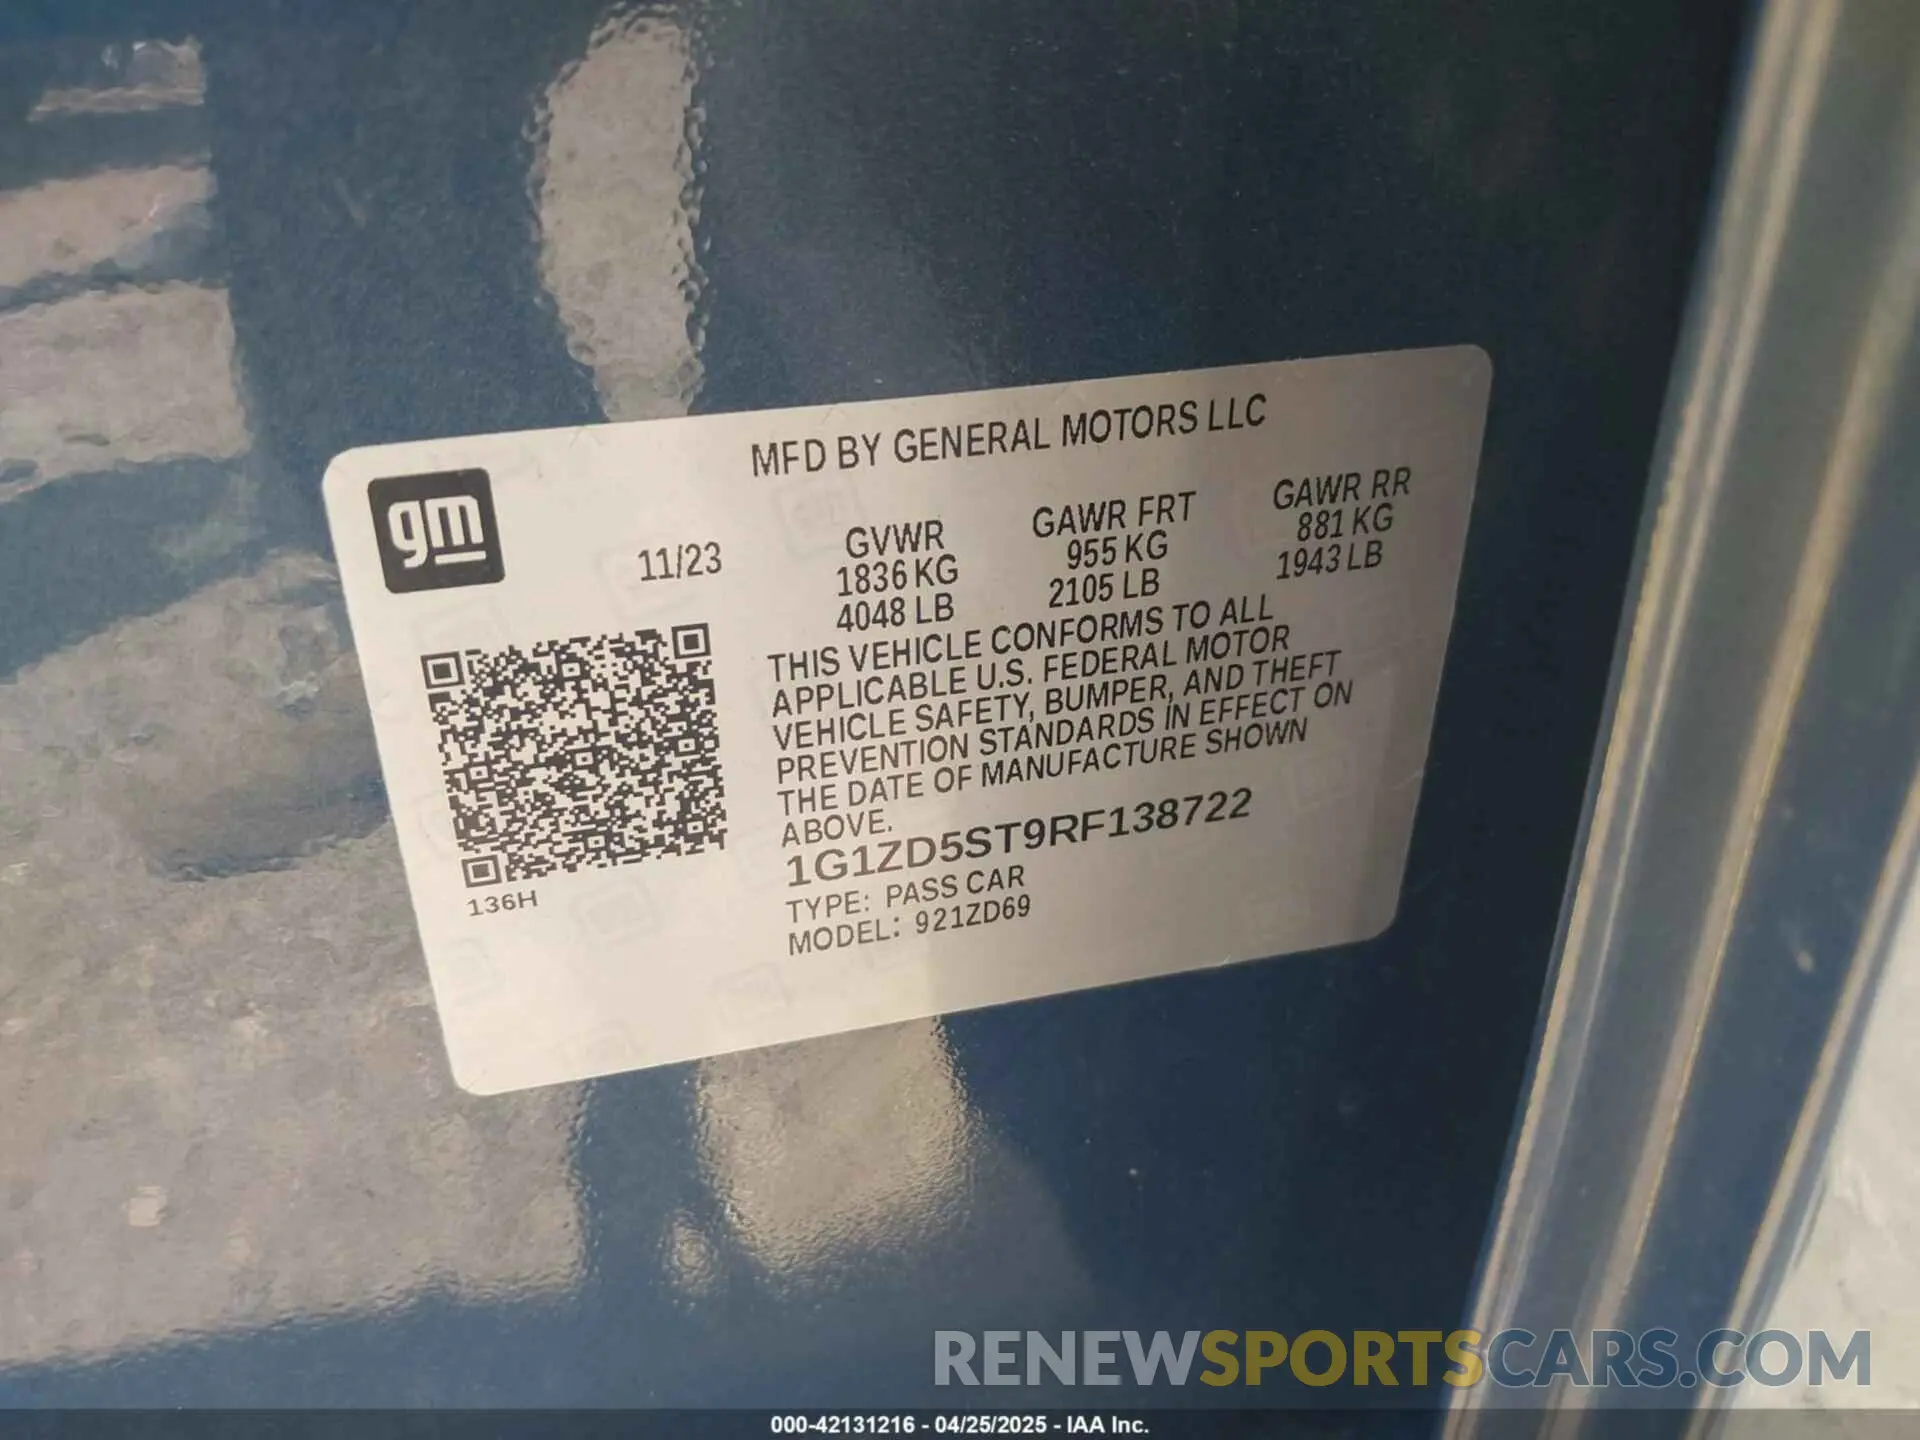 MFD BY GENERAL MOTORS LLC
gm
11/23
GVWR
1836 KG
4048 LB
GAWR FRT
955 KG
2105 LB
GAWR RR
881 KG
1943 LB
THIS VEHICLE CONFORMS TO ALL
APPLICABLE U.S. FEDERAL MOTOR
VEHICLE SAFETY, BUMPER, AND THEFT
PREVENTION STANDARDS IN EFFECT ON
THE DATE OF MANUFACTURE SHOWN
ABOVE.
1G1ZD5ST9RF138722
TYPE: PASS CAR
MODEL: 921ZD69
136H
RENEWSPORTSCARS.COM
000-42131216 - 04/25/2025 - IAA Inc.